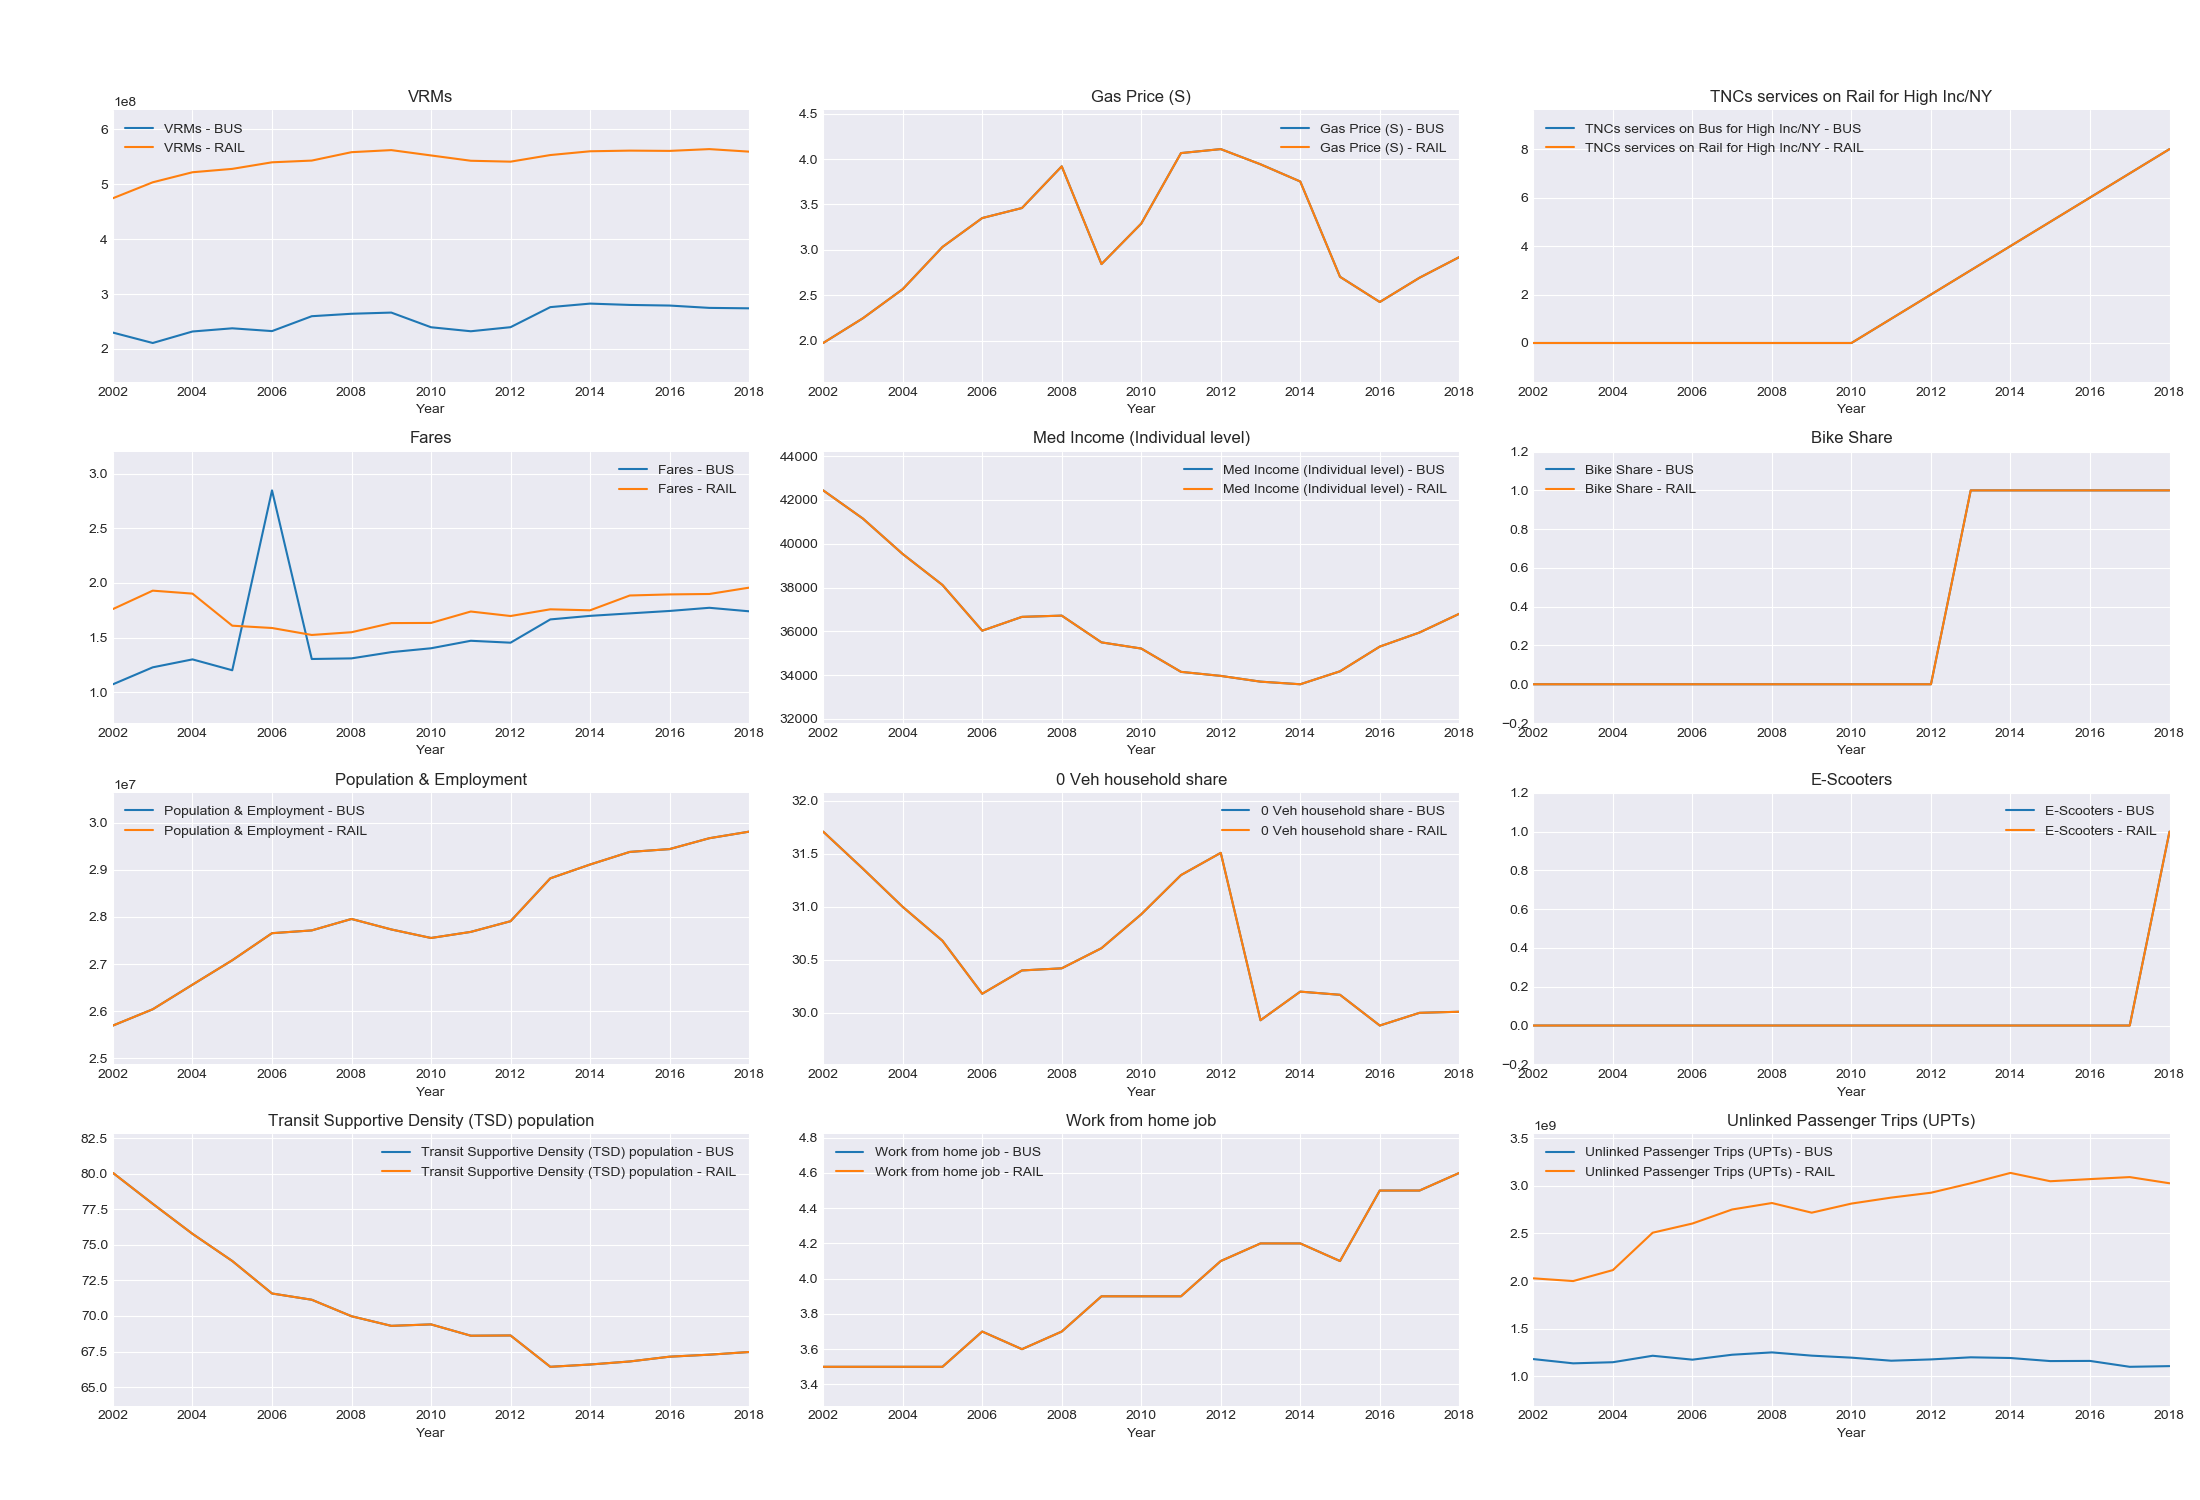 VRMs
1e8
VRMs - BUS
VRMs - RAIL
6
5
4
3
2
2002 2004 2006 2008 2010 2012 2014 2016 2018
Year
Gas Price (S)
Gas Price (S) - BUS
Gas Price (S) - RAIL
4.5
4.0
3.5
3.0
2.5
2.0
2002 2004 2006 2008 2010 2012 2014 2016 2018
Year
TNCs services on Rail for High Inc/NY
TNCs services on Bus for High Inc/NY - BUS
TNCs services on Rail for High Inc/NY - RAIL
8
6
4
2
0
2002 2004 2006 2008 2010 2012 2014 2016 2018
Year
Fares
Fares - BUS
Fares - RAIL
3.0
2.5
2.0
1.5
1.0
2002 2004 2006 2008 2010 2012 2014 2016 2018
Year
Med Income (Individual level)
Med Income (Individual level) - BUS
Med Income (Individual level) - RAIL
44000
42000
40000
38000
36000
34000
32000
2002 2004 2006 2008 2010 2012 2014 2016 2018
Year
Bike Share
Bike Share - BUS
Bike Share - RAIL
1.2
1.0
0.8
0.6
0.4
0.2
0.0
−0.2
2002 2004 2006 2008 2010 2012 2014 2016 2018
Year
Population & Employment
1e7
Population & Employment - BUS
Population & Employment - RAIL
3.0
2.9
2.8
2.7
2.6
2.5
2002 2004 2006 2008 2010 2012 2014 2016 2018
Year
0 Veh household share
0 Veh household share - BUS
0 Veh household share - RAIL
32.0
31.5
31.0
30.5
30.0
2002 2004 2006 2008 2010 2012 2014 2016 2018
Year
E-Scooters
E-Scooters - BUS
E-Scooters - RAIL
1.2
1.0
0.8
0.6
0.4
0.2
0.0
−0.2
2002 2004 2006 2008 2010 2012 2014 2016 2018
Year
Transit Supportive Density (TSD) population
Transit Supportive Density (TSD) population - BUS
Transit Supportive Density (TSD) population - RAIL
82.5
80.0
77.5
75.0
72.5
70.0
67.5
65.0
2002 2004 2006 2008 2010 2012 2014 2016 2018
Year
Work from home job
Work from home job - BUS
Work from home job - RAIL
4.8
4.6
4.4
4.2
4.0
3.8
3.6
3.4
2002 2004 2006 2008 2010 2012 2014 2016 2018
Year
Unlinked Passenger Trips (UPTs)
1e9
Unlinked Passenger Trips (UPTs) - BUS
Unlinked Passenger Trips (UPTs) - RAIL
3.5
3.0
2.5
2.0
1.5
1.0
2002 2004 2006 2008 2010 2012 2014 2016 2018
Year